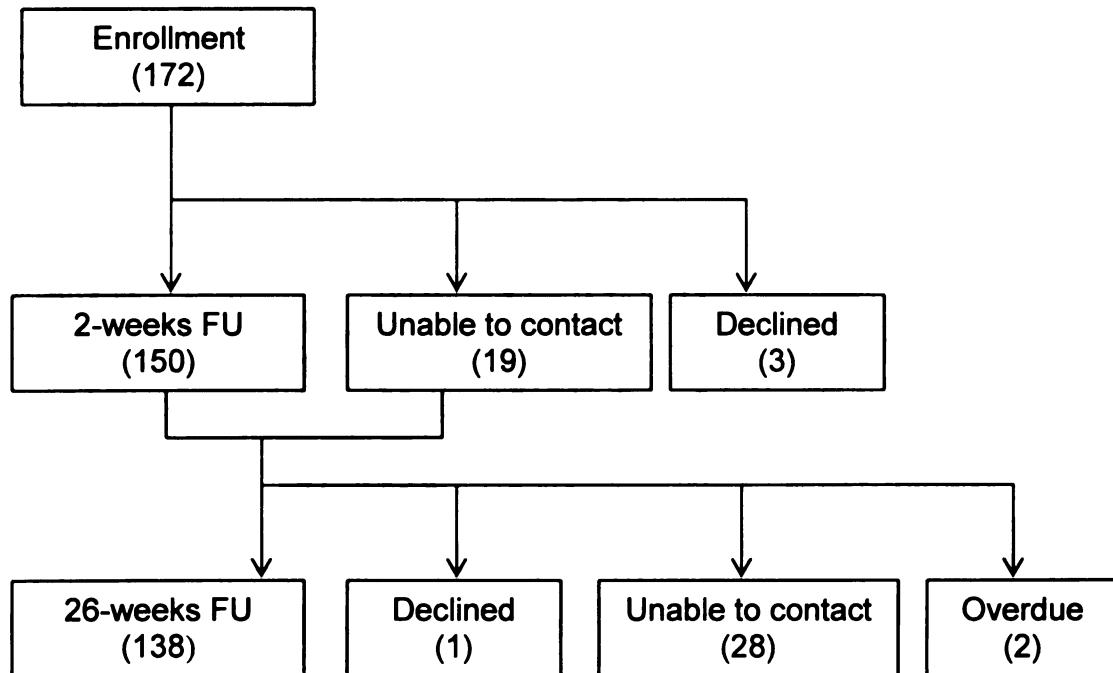 Enrollment
(172)
2-weeks FU
(150)
Unable to contact
(19)
Declined
(3)
26-weeks FU
(138)
Declined
(1)
Unable to contact
(28)
Overdue
(2)